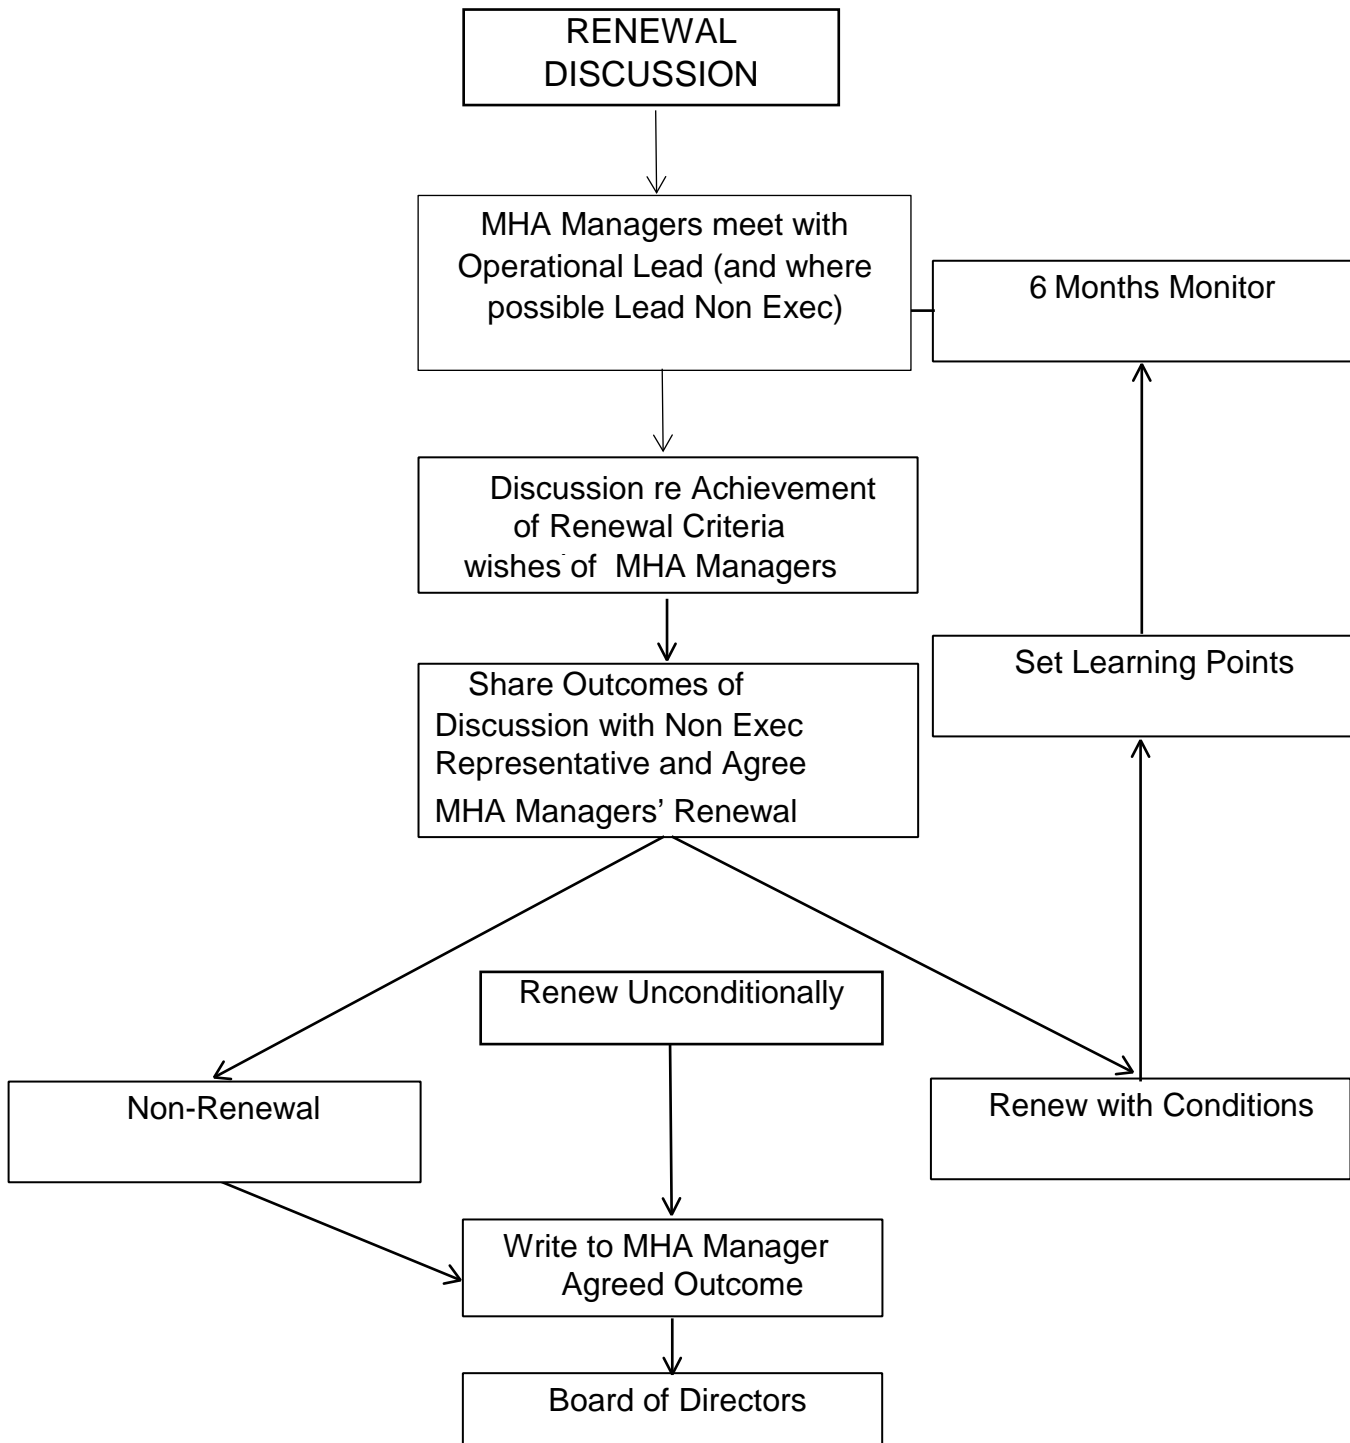 RENEWAL
DISCUSSION
MHA Managers meet with
Operational Lead (and where
possible Lead Non Exec)
6 Months Monitor
Discussion re Achievement
of Renewal Criteria
wishes of MHA Managers
Share Outcomes of
Discussion with Non Exec
Representative and Agree
MHA Managers’ Renewal
Set Learning Points
Renew Unconditionally
Non-Renewal
Renew with Conditions
Write to MHA Manager
Agreed Outcome
Board of Directors